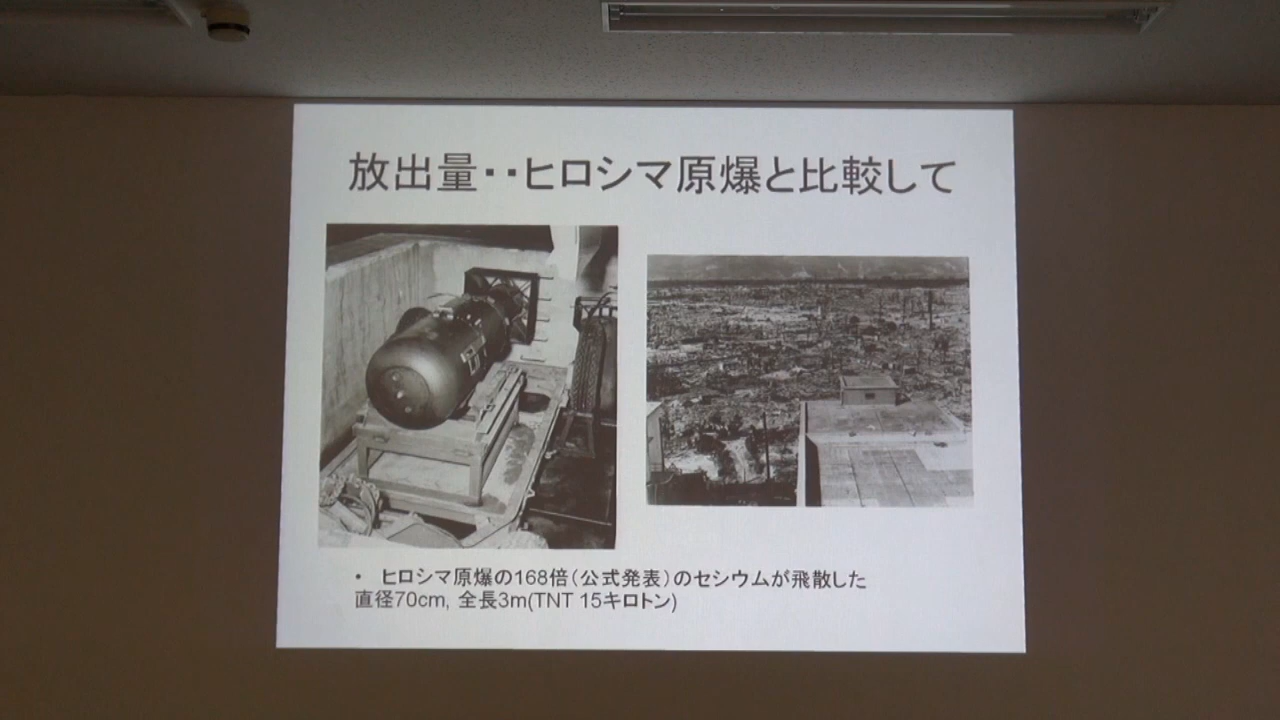 放出量・・ヒロシマ原爆と比較して
• ヒロシマ原爆の168倍(公式発表)のセシウムが飛散した
直径70cm, 全長3m(TNT 15キロトン)